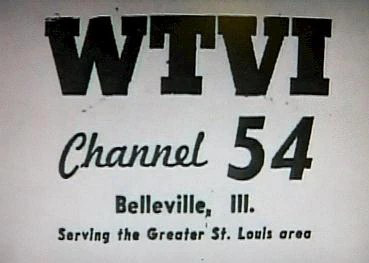 WTVI
Channel 54
Belleville, Ill.
Serving the Greater St. Louis area